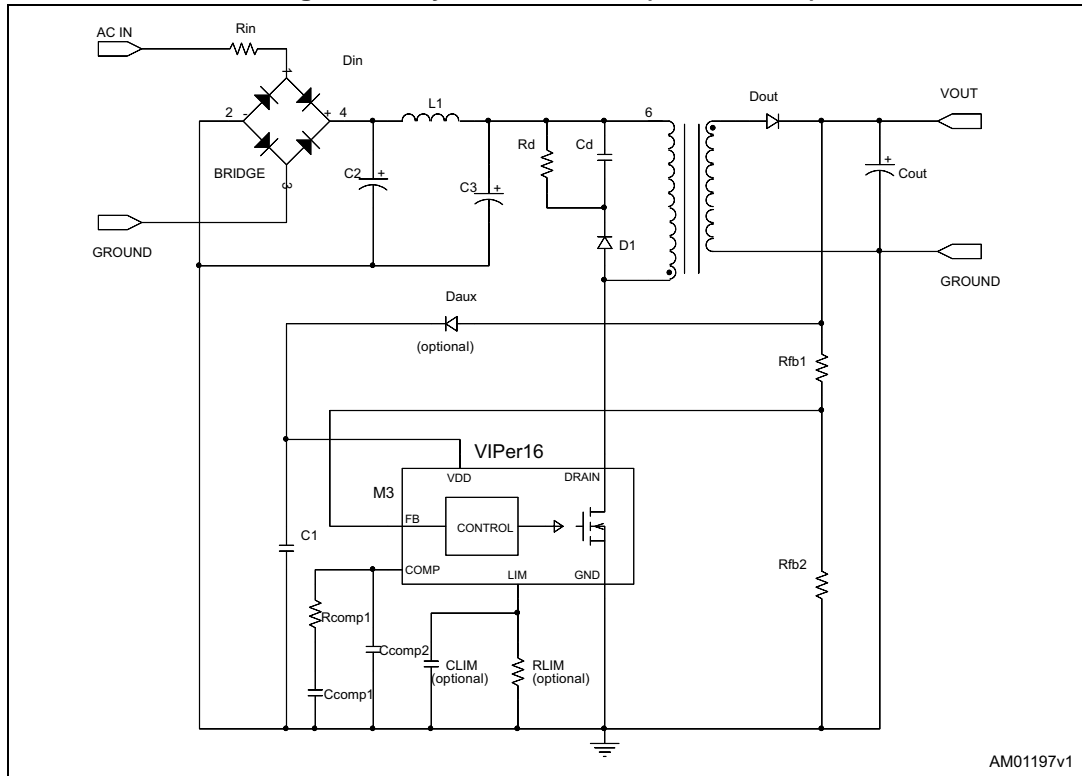 AC IN
Rin
Din
1
2
-
+
4
BRIDGE
3
GROUND
L1
C2
+
C3
+
Rd
Cd
D1
6
Dout
VOUT
+
Cout
GROUND
Daux
(optional)
Rfb1
VIPer16
VDD
DRAIN
M3
FB
CONTROL
C1
COMP
LIM
GND
Rfb2
Rcomp1
Ccomp2
CLIM
(optional)
RLIM
(optional)
Ccomp1
AM01197v1